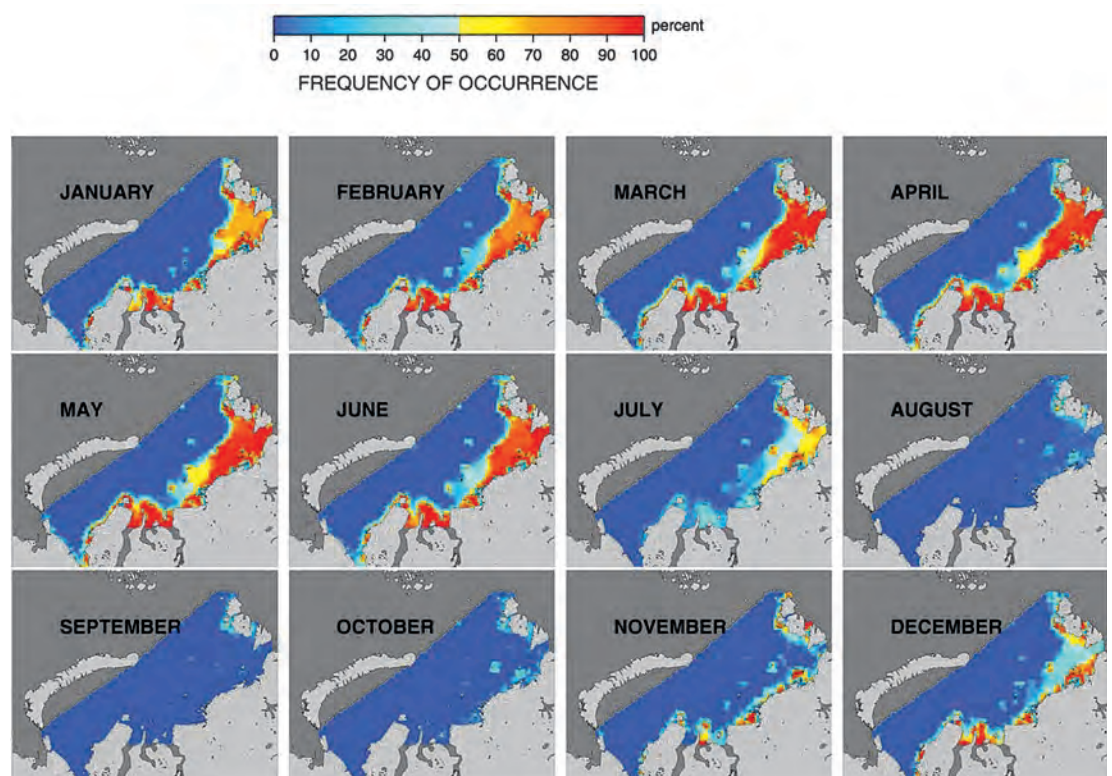 percent
0 10 20 30 40 50 60 70 80 90 100
FREQUENCY OF OCCURRENCE
JANUARY
FEBRUARY
MARCH
APRIL
MAY
JUNE
JULY
AUGUST
SEPTEMBER
OCTOBER
NOVEMBER
DECEMBER